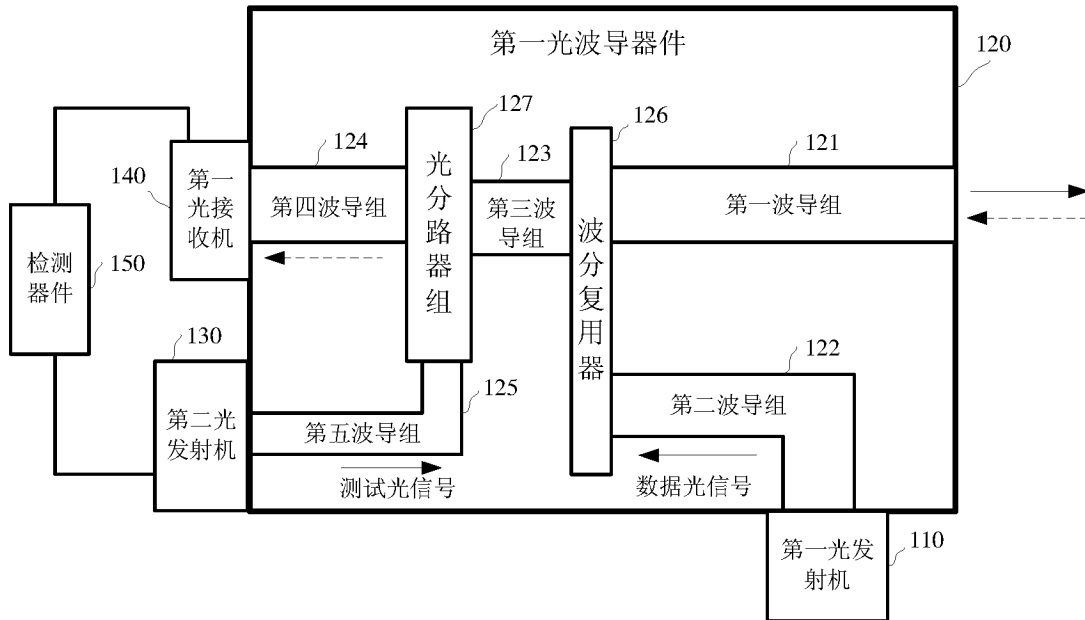 第一光波导器件
120
127
126
124
123
121
140
第一
光接
收机
第四波导组
光分路器组
第三波
导组
第一波导组
检测
器件
150
波分复用器
130
122
125
第二波导组
第二光
发射机
第五波导组
测试光信号
数据光信号
第一光发
射机
110